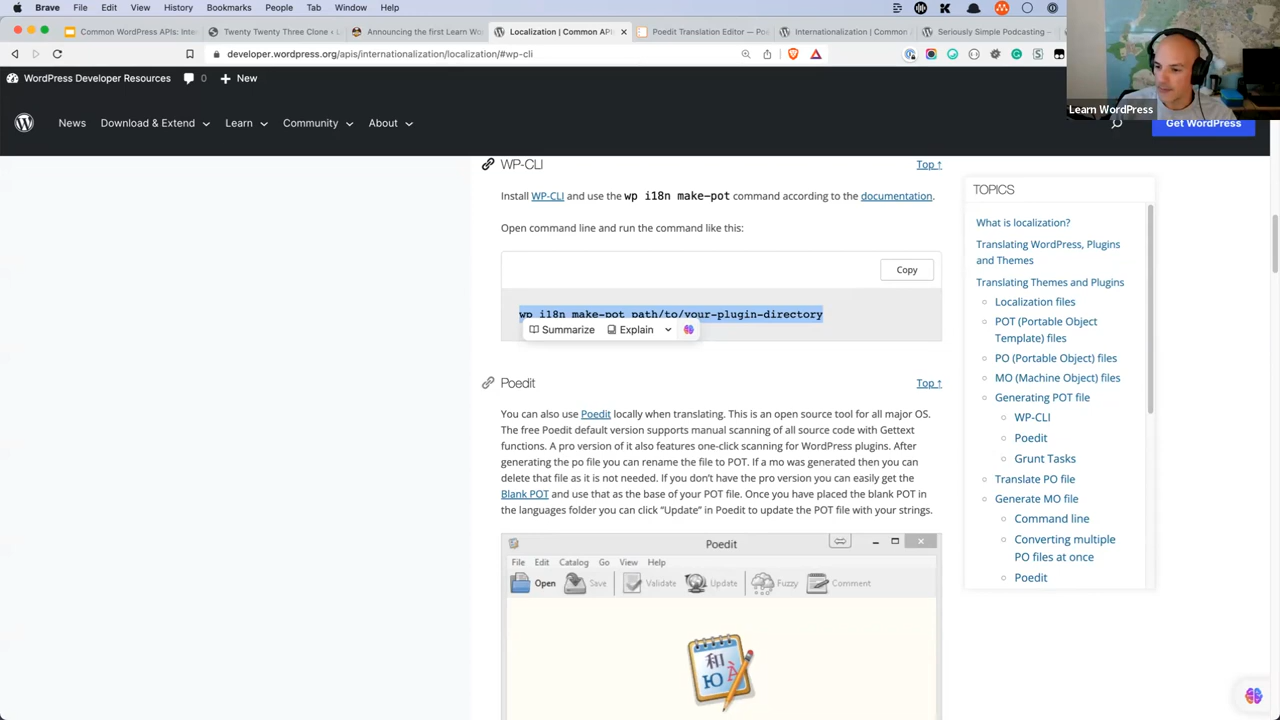 Brave File Edit View History Bookmarks People Tab Window Help
Common WordPress APIs: Inte
Twenty Twenty Three Clone ‹ L
Announcing the first Learn Wo
Localization | Common API
Poedit Translation Editor – Po
Internationalization | Common
Seriously Simple Podcasting –
developer.wordpress.org/apis/internationalization/localization/#wp-cli
WordPress Developer Resources 0 New
Learn WordPress
News Download & Extend Learn Community About Get WordPress
WP-CLI Top ↑
Install WP-CLI and use the wp i18n make-pot command according to the documentation.
Open command line and run the command like this:
Copy
wp i18n make-pot path/to/your-plugin-directory
Summarize Explain
Poedit Top ↑
You can also use Poedit locally when translating. This is an open source tool for all major OS.
The free Poedit default version supports manual scanning of all source code with Gettext
functions. A pro version of it also features one-click scanning for WordPress plugins. After
generating the po file you can rename the file to POT. If a mo was generated then you can
delete that file as it is not needed. If you don’t have the pro version you can easily get the
Blank POT and use that as the base of your POT file. Once you have placed the blank POT in
the languages folder you can click “Update” in Poedit to update the POT file with your strings.
Poedit
File Edit Catalog Go View Help
Open Save Validate Update Fuzzy Comment
TOPICS
What is localization?
Translating WordPress, Plugins
and Themes
Translating Themes and Plugins
Localization files
POT (Portable Object
Template) files
PO (Portable Object) files
MO (Machine Object) files
Generating POT file
WP-CLI
Poedit
Grunt Tasks
Translate PO file
Generate MO file
Command line
Converting multiple
PO files at once
Poedit